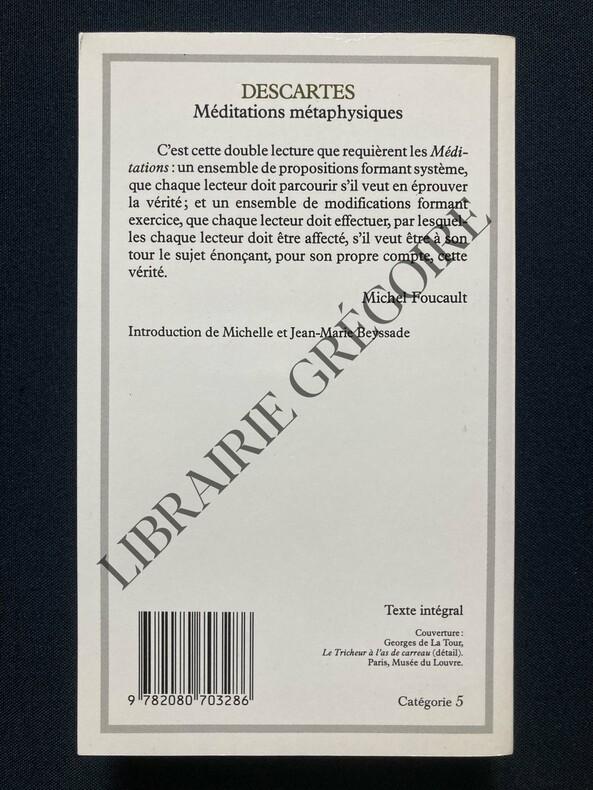 DESCARTES
Méditations métaphysiques
C'est cette double lecture que requièrent les Médi-
tations : un ensemble de propositions formant système,
que chaque lecteur doit parcourir s'il veut en éprouver
la vérité ; et un ensemble de modifications formant
exercice, que chaque lecteur doit effectuer, par lesquel-
les chaque lecteur doit être affecté, s'il veut être à son
tour le sujet énonçant, pour son propre compte, cette
vérité.
Michel Foucault
Introduction de Michelle et Jean-Marie Beyssade
LIBRAIRIE GRÉGOIRE
Texte intégral
Couverture :
Georges de La Tour,
Le Tricheur à l'as de carreau (détail).
Paris, Musée du Louvre.
9 782080 703286
Catégorie 5